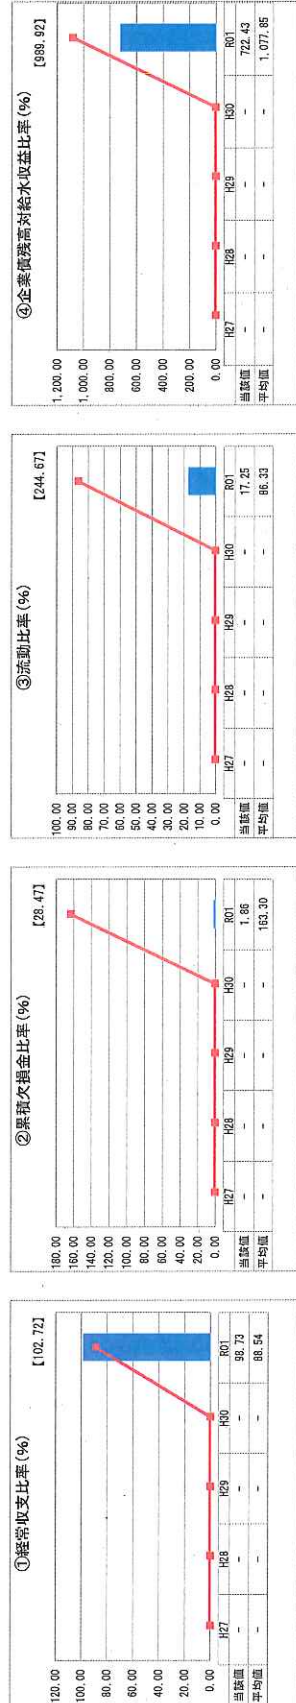 ①経常収支比率(%)
【102.72】
120.00
100.00
80.00
60.00
40.00
20.00
0.00
H27 H28 H29 H30 R01
当該値 - - - - 98.73
平均値 - - - - 88.54
②累積欠損金比率(%)
【28.47】
180.00
160.00
140.00
120.00
100.00
80.00
60.00
40.00
20.00
0.00
H27 H28 H29 H30 R01
当該値 - - - - 1.86
平均値 - - - - 163.30
③流動比率(%)
【244.67】
100.00
90.00
80.00
70.00
60.00
50.00
40.00
30.00
20.00
10.00
0.00
H27 H28 H29 H30 R01
当該値 - - - - 17.25
平均値 - - - - 86.33
④企業債残高対給水収益比率(%)
【989.92】
1,200.00
1,000.00
800.00
600.00
400.00
200.00
0.00
H27 H28 H29 H30 R01
当該値 - - - - 722.43
平均値 - - - - 1,077.85